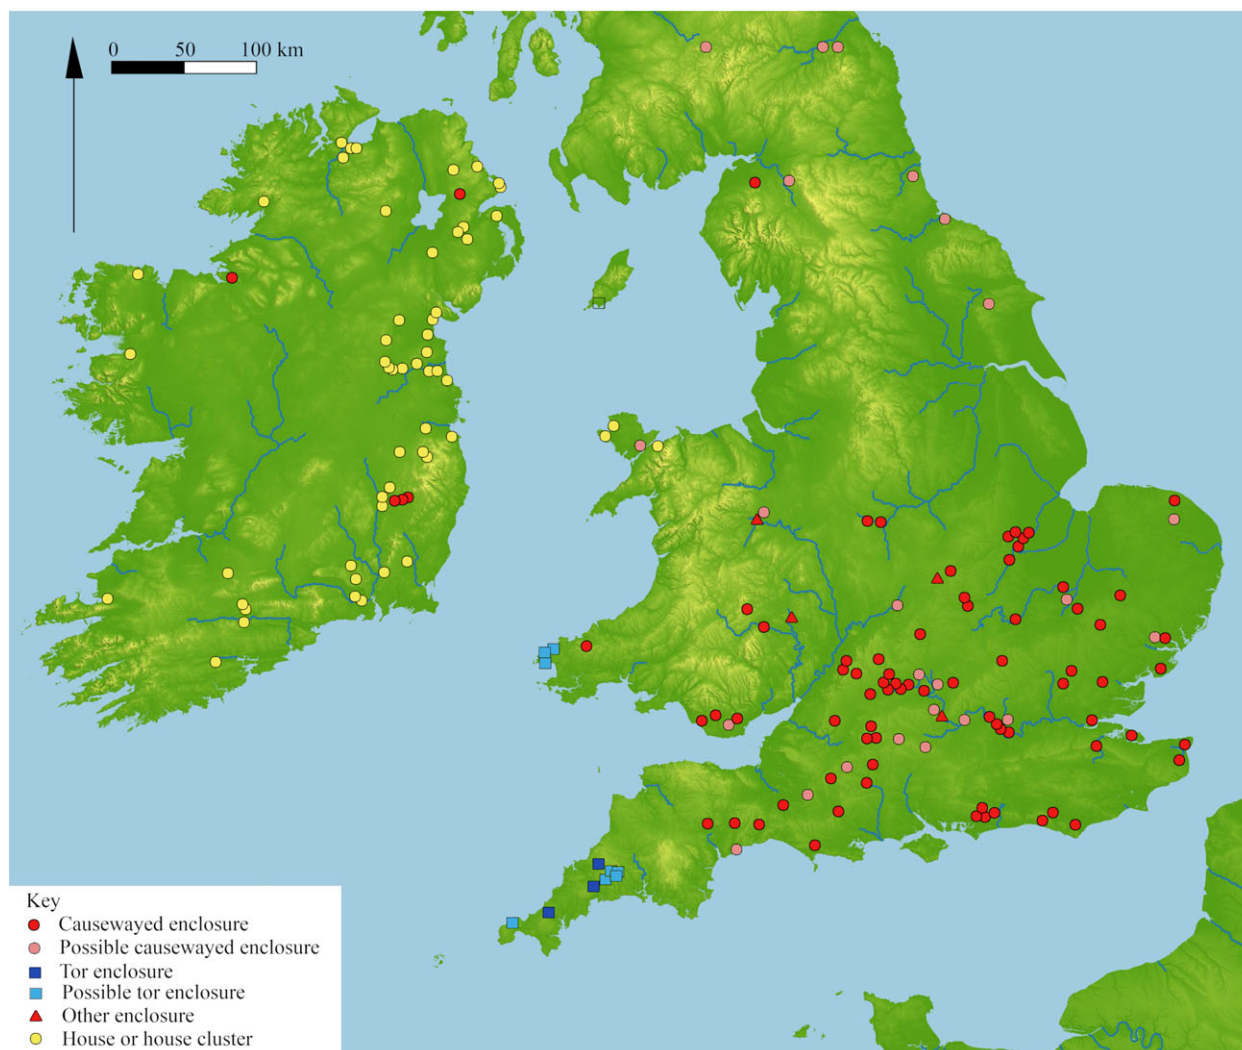 0 50 100 km
Key
Causewayed enclosure
Possible causewayed enclosure
Tor enclosure
Possible tor enclosure
Other enclosure
House or house cluster